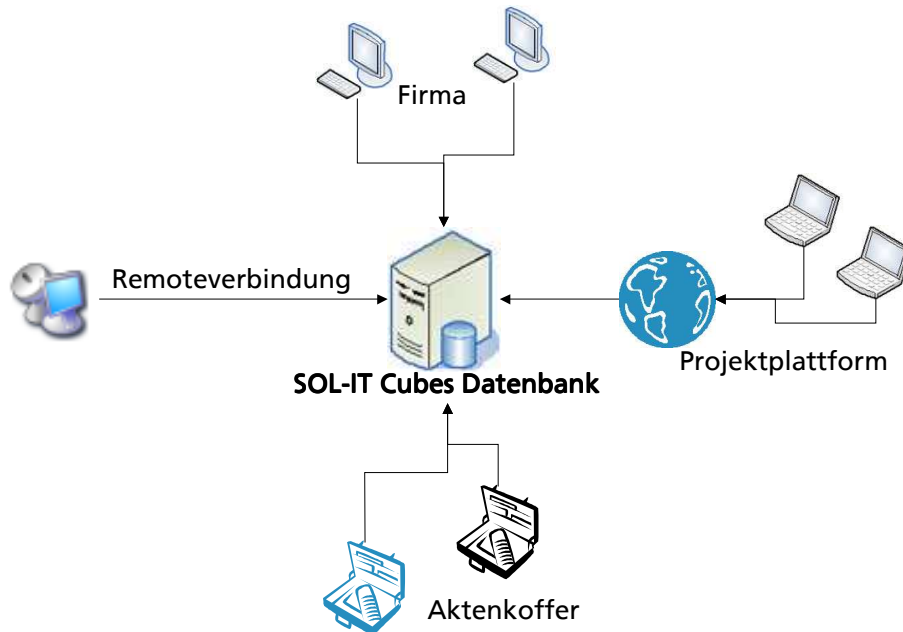 Firma
Remoteverbindung
Projektplattform
SOL-IT Cubes Datenbank
Aktenkoffer